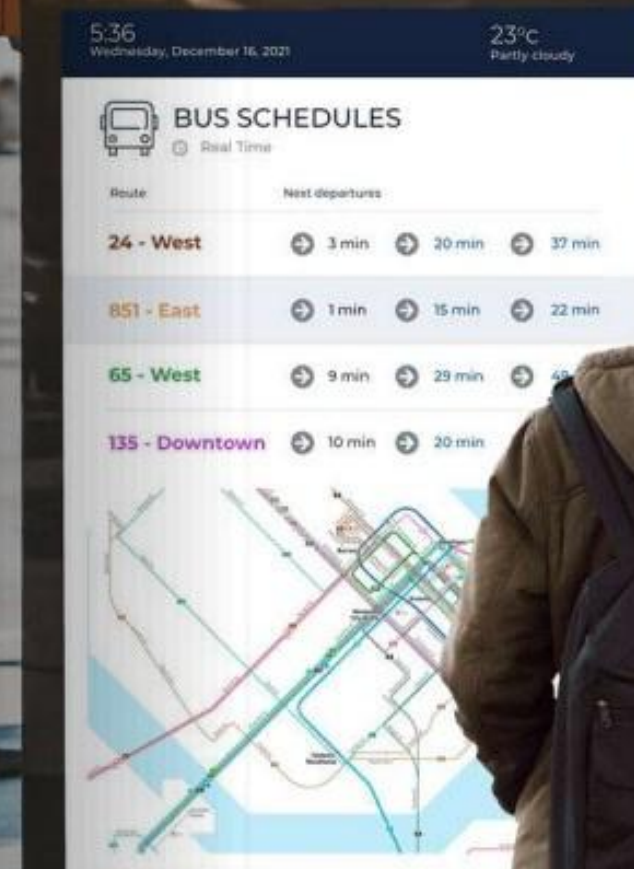 5:36
Wednesday, December 16, 2021
23°C
Partly cloudy
BUS SCHEDULES
Real Time
Route Next departures
24 - West 3 min 20 min 37 min
851 - East 1 min 15 min 22 min
65 - West 9 min 29 min
135 - Downtown 10 min 20 min